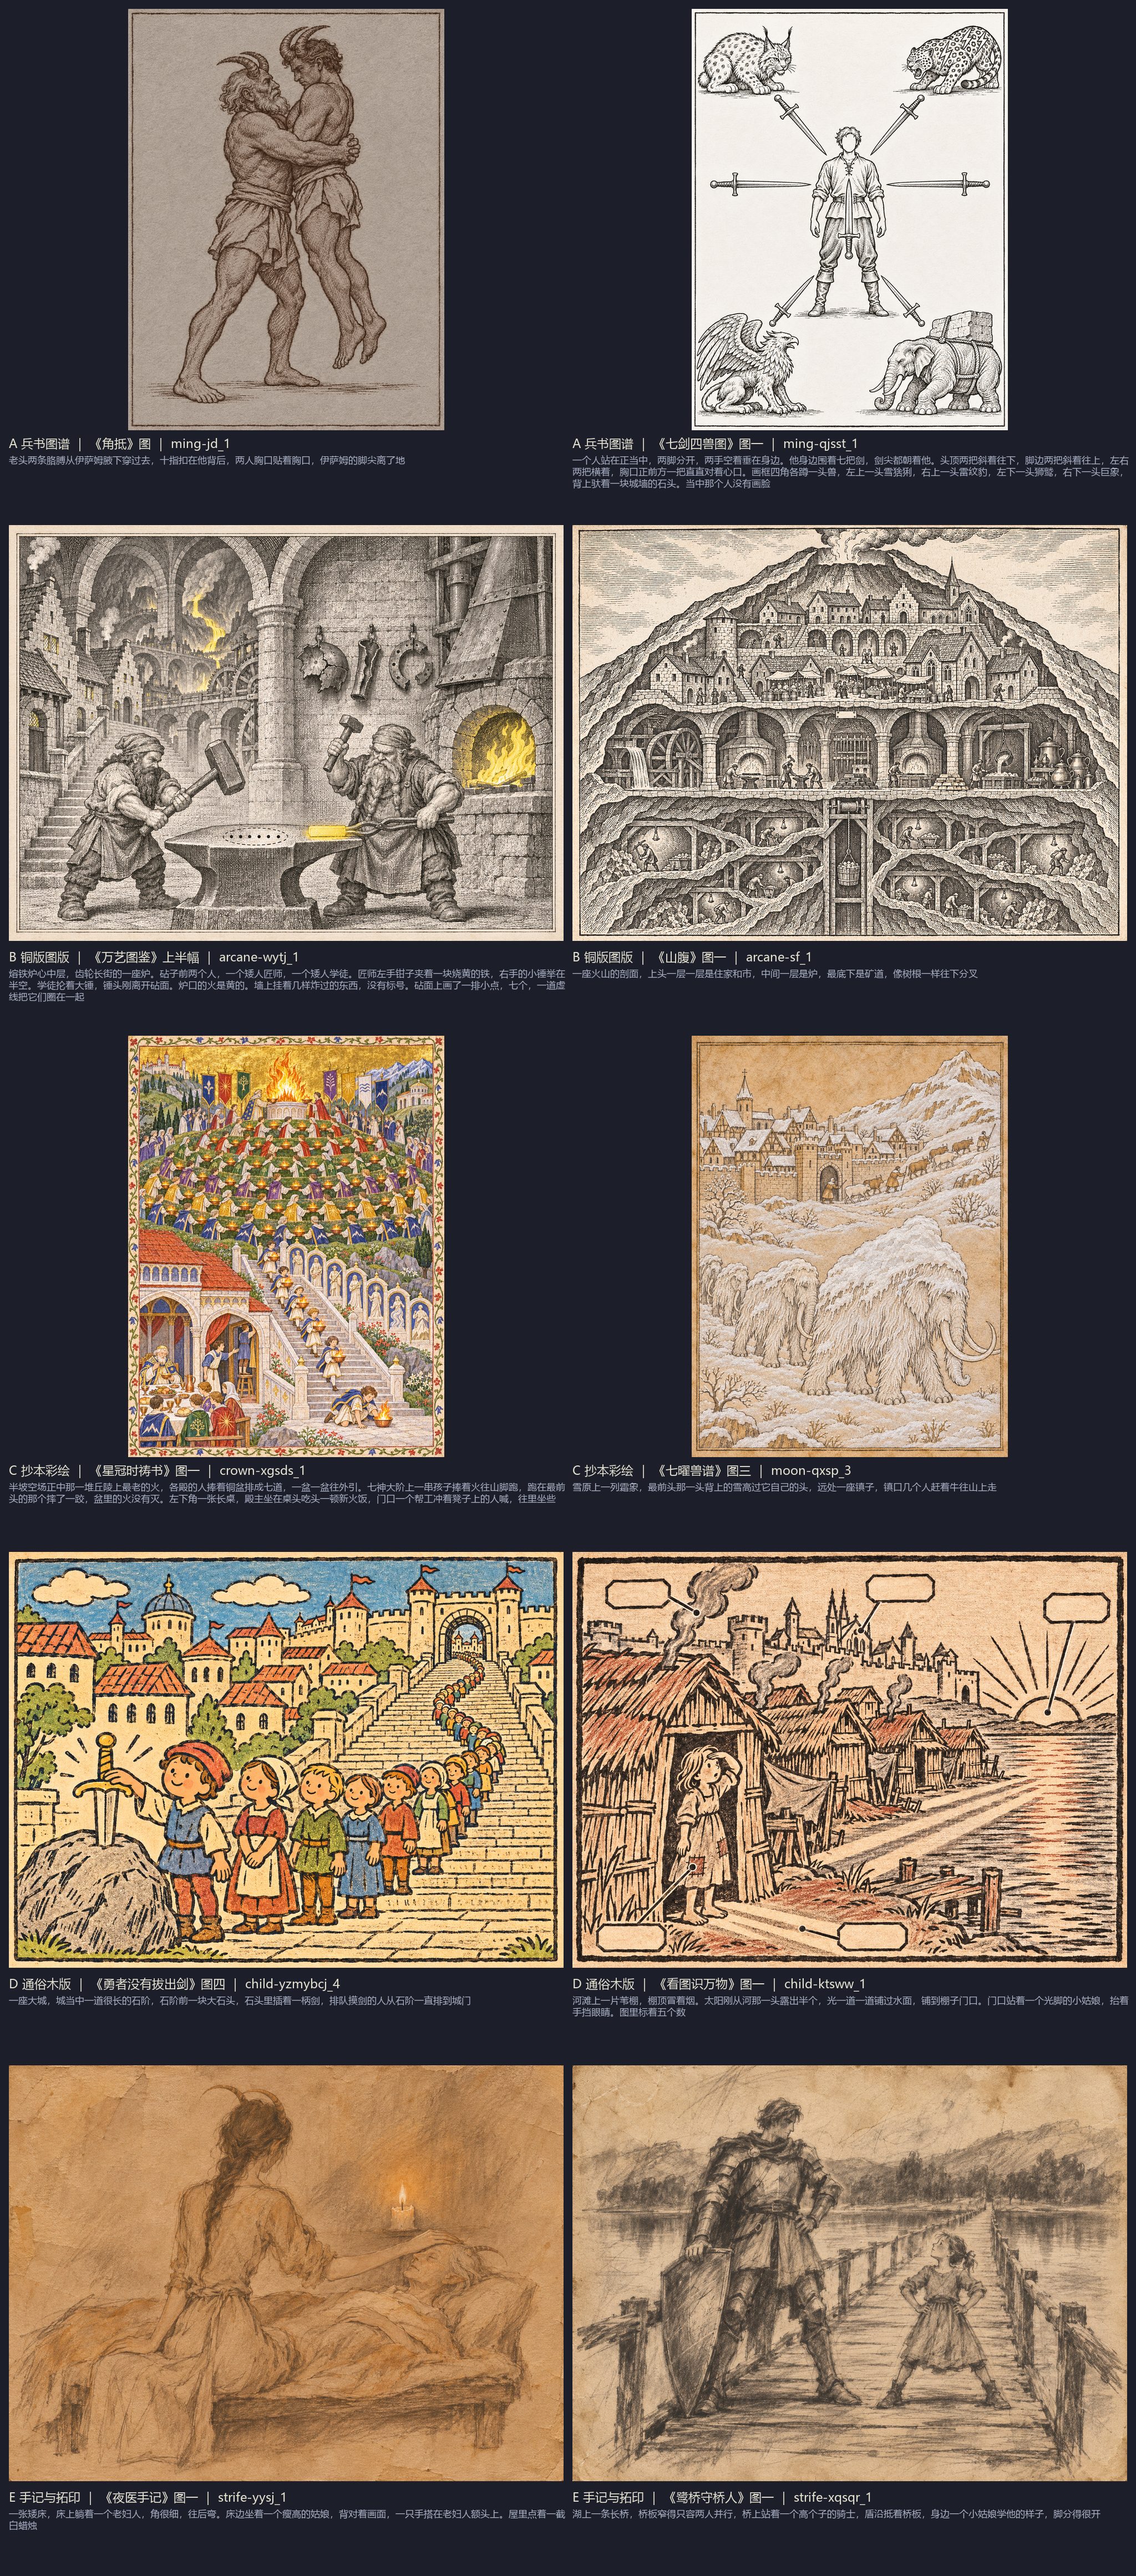 A 兵书图谱 | 《角抵》图 | ming-jd_1
老头两条胳膊从伊萨姆腋下穿过去，十指扣在他背后，两人胸口贴着胸口，伊萨姆的脚尖离了地
A 兵书图谱 | 《七剑四兽图》图一 | ming-qjsst_1
一个人站在正当中，两脚分开，两手空着垂在身边。他身边围着七把剑，剑尖都朝着他。头顶两把斜着往下，脚边两把斜着往上，左右
两把横着，胸口正前方一把直直对着心口。画框四角各蹲一头兽，左上一头雪猞猁，右上一头雷纹豹，左下一头狮鹫，右下一头巨象，
背上驮着一块城墙的石头。当中那个人没有画脸
B 铜版图版 | 《万艺图鉴》上半幅 | arcane-wytj_1
熔铁炉心中层，齿轮长街的一座炉。砧子前两个人，一个矮人匠师，一个矮人学徒。匠师左手钳子夹着一块烧黄的铁，右手的小锤举在
半空。学徒抡着大锤，锤头刚离开砧面。炉口的火是黄的。墙上挂着几样炸过的东西，没有标号。砧面上画了一排小点，七个，一道虚
线把它们圈在一起
B 铜版图版 | 《山腹》图一 | arcane-sf_1
一座火山的剖面，上头一层一层是住家和市，中间一层是炉，最底下是矿道，像树根一样往下分叉
C 抄本彩绘 | 《星冠时祷书》图一 | crown-xgsds_1
半坡空场正中那一堆丘陵上最老的火，各殿的人捧着铜盆排成七道，一盆一盆往外引。七神大阶上一串孩子捧着火往山脚跑，跑在最前
头的那个摔了一跤，盆里的火没有灭。左下角一张长桌，殿主坐在桌头吃头一顿新火饭，门口一个帮工冲着凳子上的人喊，往里坐些
C 抄本彩绘 | 《七曜兽谱》图三 | moon-qxsp_3
雪原上一列霜象，最前头那一头背上的雪高过它自己的头，远处一座镇子，镇口几个人赶着牛往山上走
D 通俗木版 | 《勇者没有拔出剑》图四 | child-yzmybcj_4
一座大城，城当中一道很长的石阶，石阶前一块大石头，石头里插着一柄剑，排队摸剑的人从石阶一直排到城门
D 通俗木版 | 《看图识万物》图一 | child-ktsww_1
河滩上一片苇棚，棚顶冒着烟。太阳刚从河那一头露出半个，光一道一道铺过水面，铺到棚子门口。门口站着一个光脚的小姑娘，抬着
手挡眼睛。图里标着五个数
E 手记与拓印 | 《夜医手记》图一 | strife-yysj_1
一张矮床，床上躺着一个老妇人，角很细，往后弯。床边坐着一个瘦高的姑娘，背对着画面，一只手搭在老妇人额头上。屋里点着一截
白蜡烛
E 手记与拓印 | 《鹭桥守桥人》图一 | strife-xqsqr_1
湖上一条长桥，桥板窄得只容两人并行，桥上站着一个高个子的骑士，盾沿抵着桥板，身边一个小姑娘学他的样子，脚分得很开